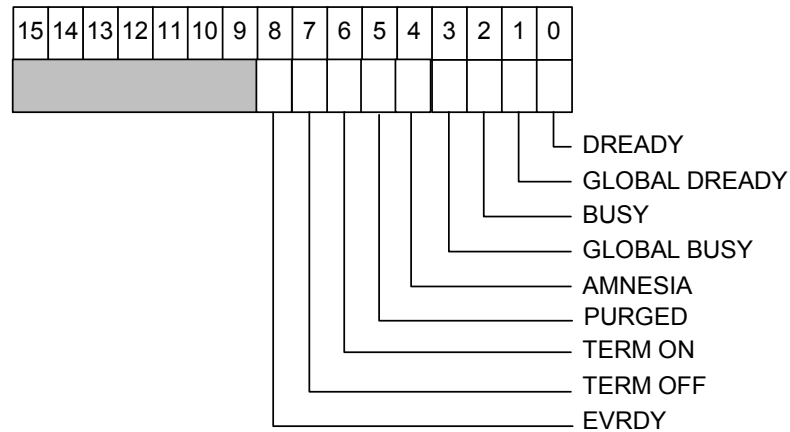 15 14 13 12 11 10 9 8 7 6 5 4 3 2 1 0
DREADY
GLOBAL DREADY
BUSY
GLOBAL BUSY
AMNESIA
PURGED
TERM ON
TERM OFF
EVRDY